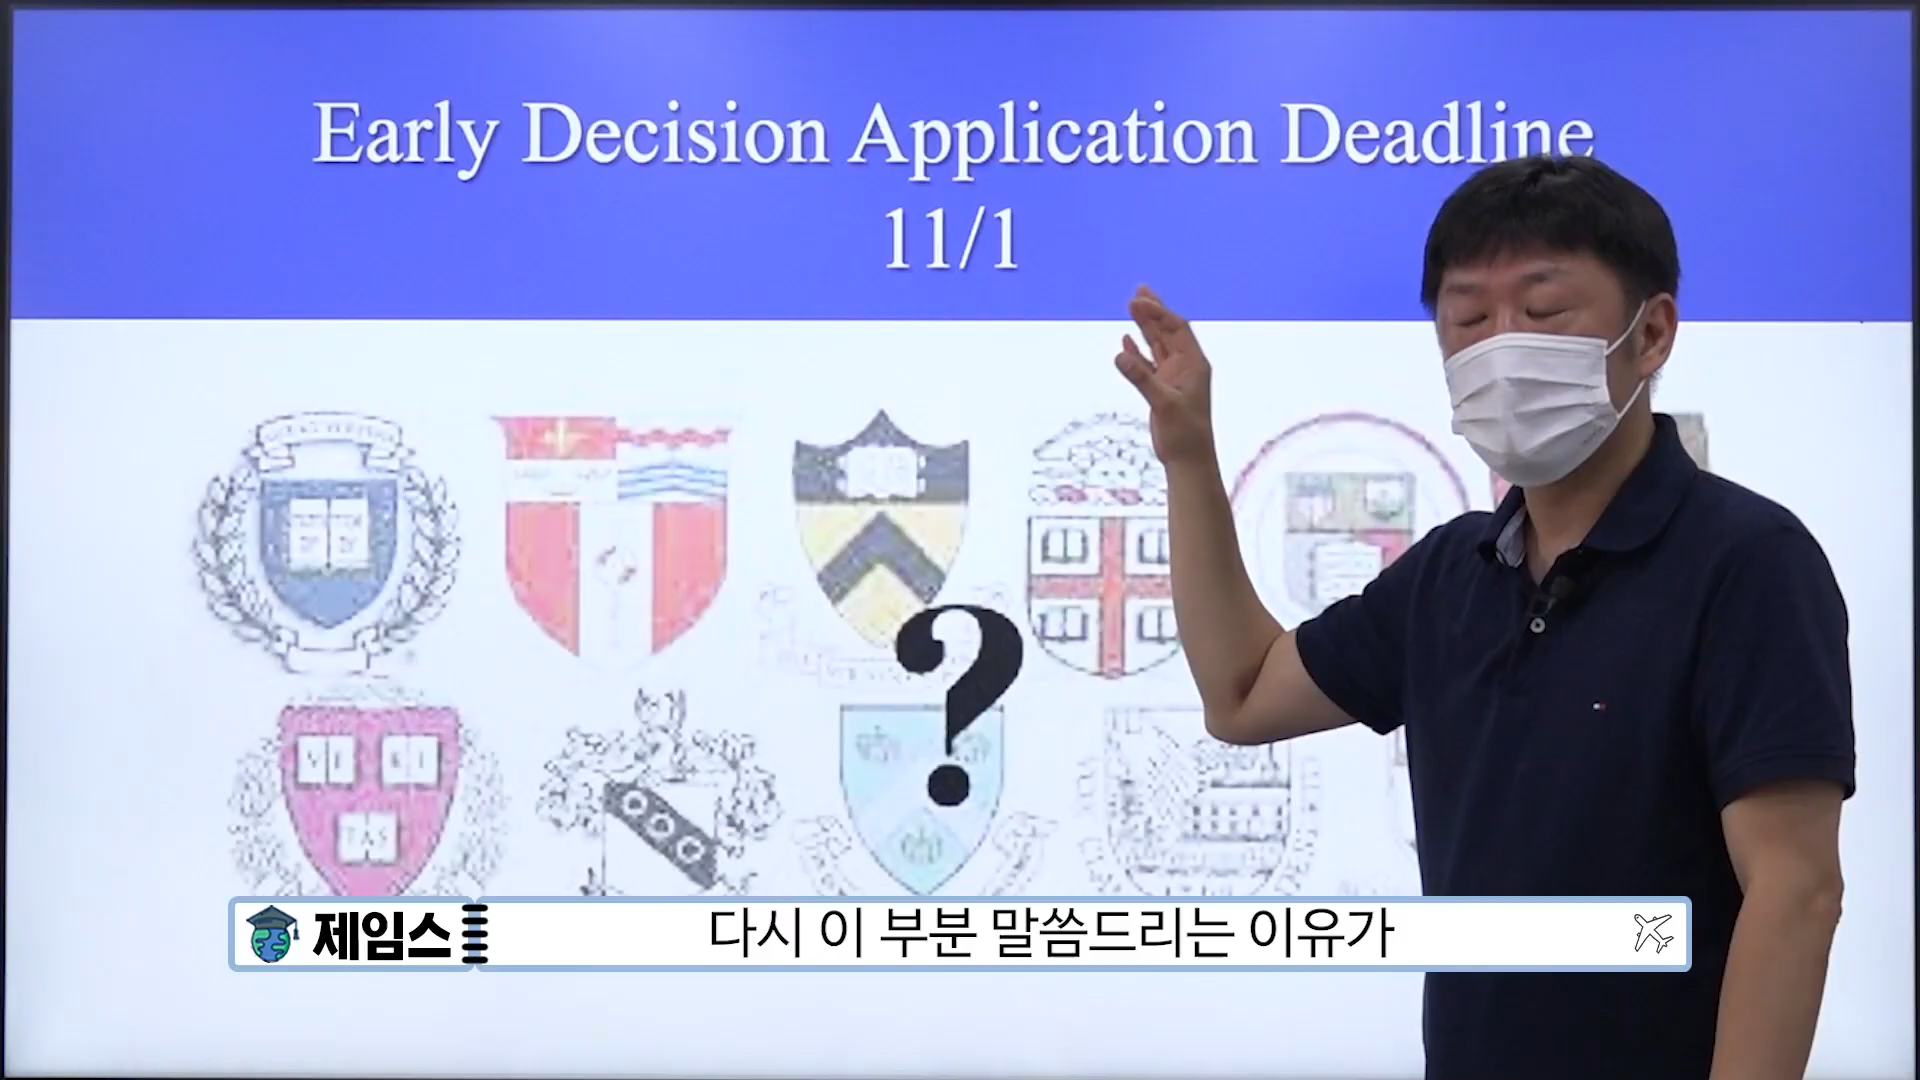 Early Decision Application Deadline
11/1
?
제임스
다시 이 부분 말씀드리는 이유가